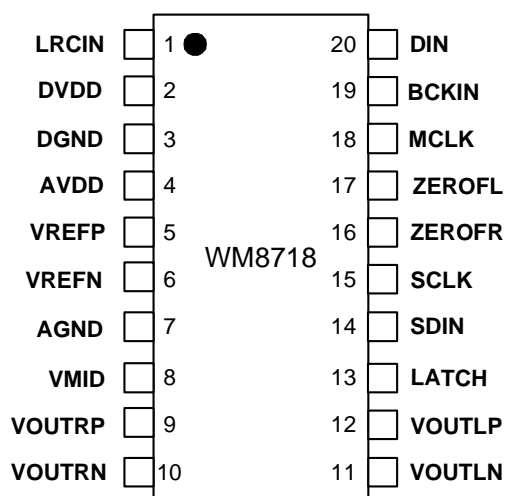 LRCIN 1 20 DIN
DVDD 2 19 BCKIN
DGND 3 18 MCLK
AVDD 4 17 ZEROFL
VREFP 5 16 ZEROFR
WM8718
VREFN 6 15 SCLK
AGND 7 14 SDIN
VMID 8 13 LATCH
VOUTRP 9 12 VOUTLP
VOUTRN 10 11 VOUTLN